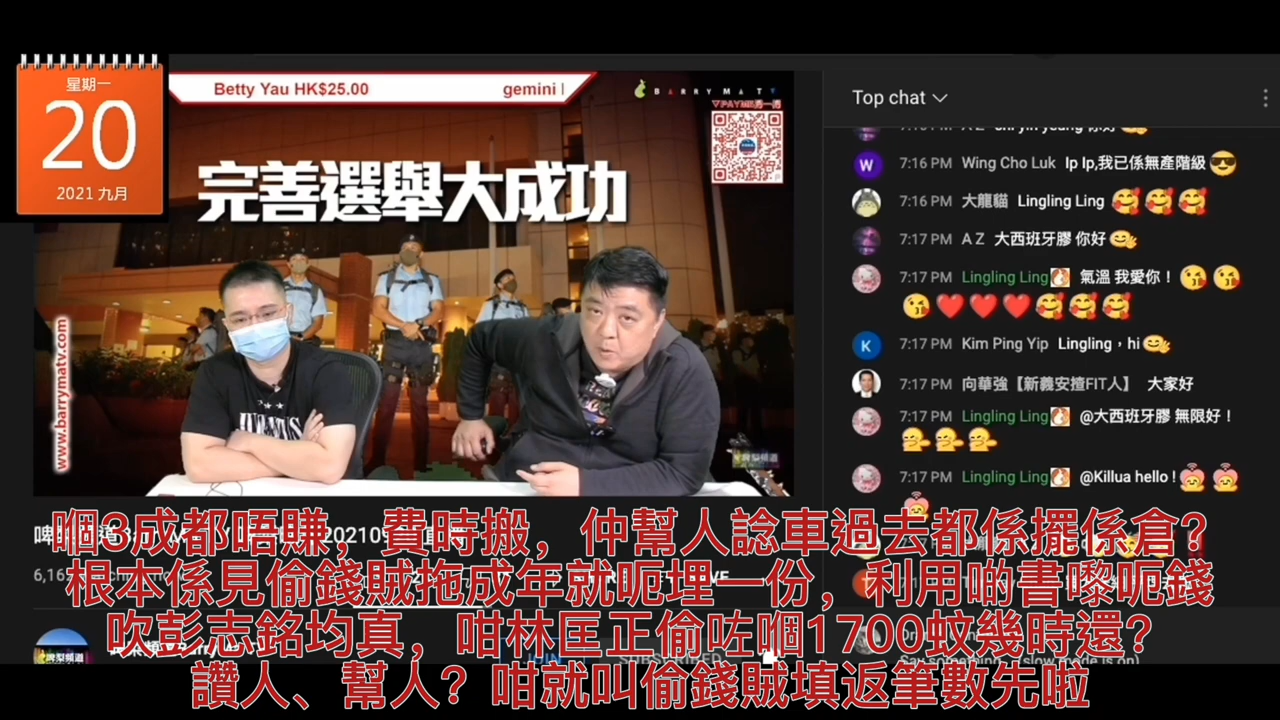 星期一
20
2021 九月
Betty Yau HK$25.00
gemini
BARRYMATV
完善選舉大成功
www.barrymatv.com
Top chat
7:16 PM Wing Cho Luk Ip Ip,我已係無產階級
7:16 PM 大龍貓 Lingling Ling
7:17 PM A Z 大西班牙膠 你好
7:17 PM Lingling Ling 氣溫 我愛你！
7:17 PM Kim Ping Yip Lingling，hi
7:17 PM 向華強【新義安揸FIT人】 大家好
7:17 PM Lingling Ling @大西班牙膠 無限好！
7:17 PM Lingling Ling @Killua hello !
嗰3成都唔賺，費時搬，仲幫人諗車過去都係擺係倉？
根本係見偷錢賊拖成年就呃埋一份，利用啲書嚟呃錢
吹彭志銘均真，咁林匡正偷咗嗰1700蚊幾時還？
讚人、幫人？咁就叫偷錢賊填返筆數先啦